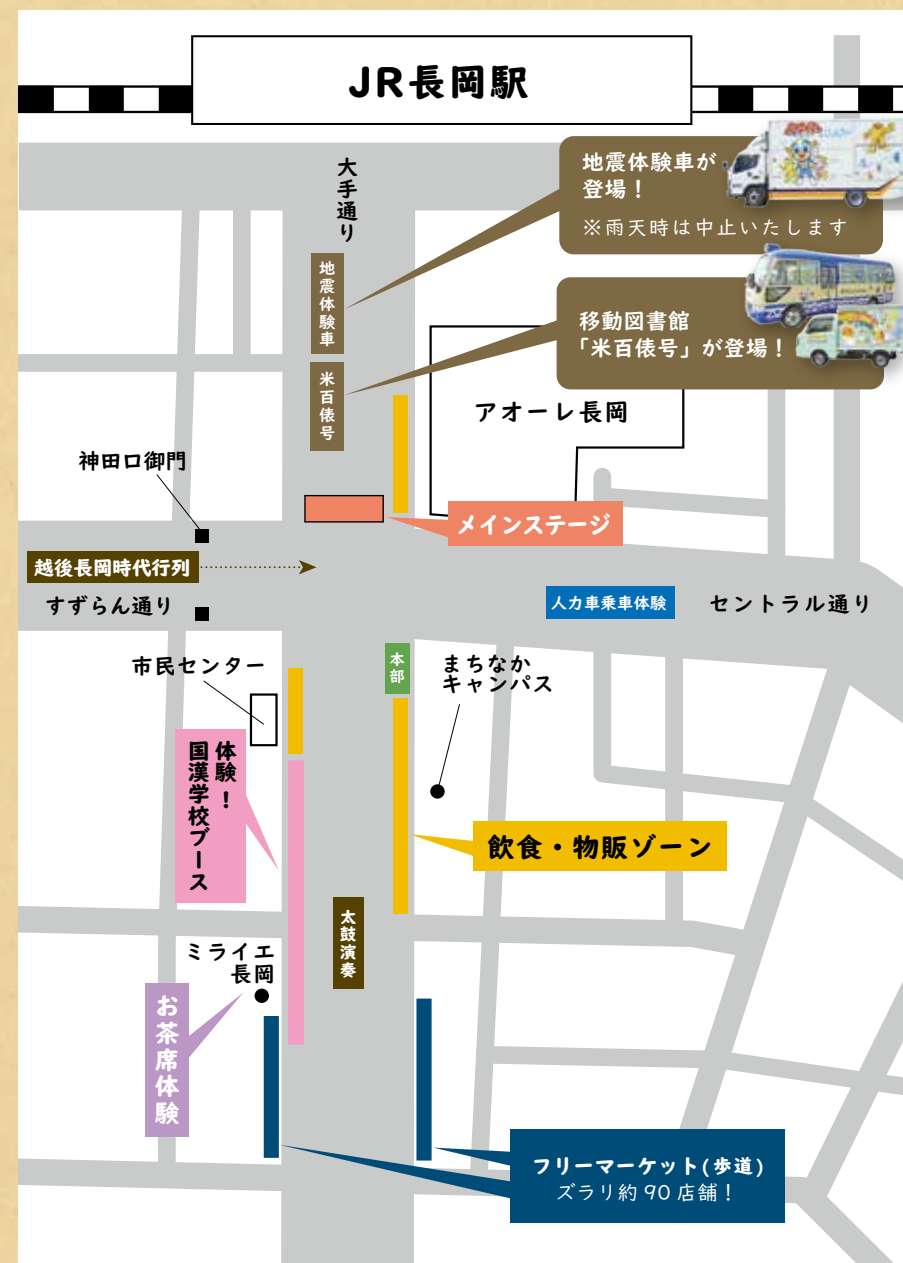 JR長岡駅
大手通り
地震体験車が
登場！
※雨天時は中止いたします
地震体験車
移動図書館
「米百俵号」が登場！
米百俵号
アオーレ長岡
神田口御門
メインステージ
越後長岡時代行列
すずらん通り
人力車乗車体験
セントラル通り
本部
市民センター
まちなか
キャンパス
体験！
国漢学校ブース
飲食・物販ゾーン
太鼓演奏
ミライエ
長岡
お茶席体験
フリーマーケット(歩道)
ズラリ約90店舗！